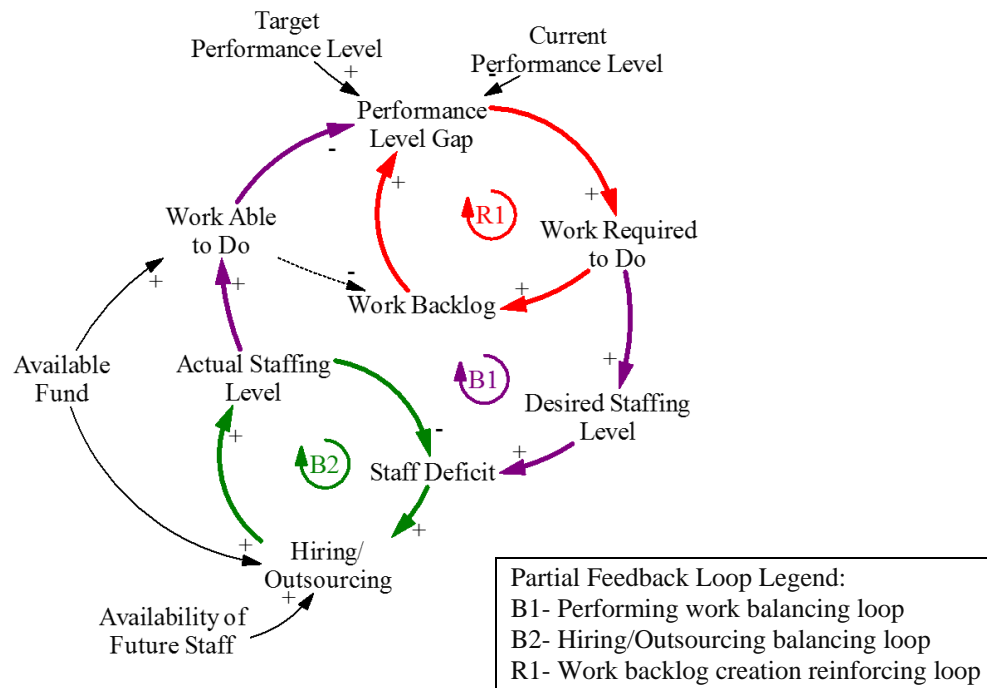 Target
Performance Level
Current
Performance Level
+
-
Performance
Level Gap
-
+
+
R1
Work Able
to Do
Work Required
to Do
+
+
-
+
Work Backlog
+
Available
Fund
Actual Staffing
Level
B1
Desired Staffing
Level
+
-
+
B2
Staff Deficit
+
+
Hiring/
Outsourcing
+
Availability of
Future Staff
Partial Feedback Loop Legend:
B1- Performing work balancing loop
B2- Hiring/Outsourcing balancing loop
R1- Work backlog creation reinforcing loop